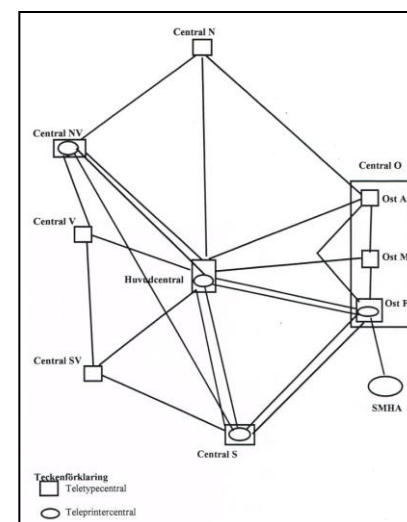 Central N
Central NV
Central O
Ost A
Central V
Ost M
Huvudcentral
Ost F
Central SV
SMHA
Central S
Teckenförklaring
Teletypecentral
Teleprintercentral